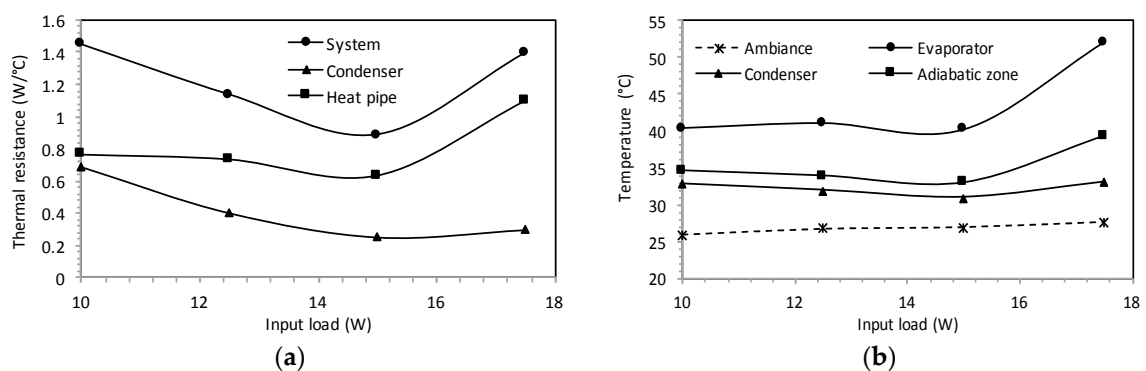 Thermal resistance (W/°C)
1.6
1.4
1.2
1
0.8
0.6
0.4
0.2
0
System
Condenser
Heat pipe
10 12 14 16 18
Input load (W)
(a)
Temperature (°C)
55
50
45
40
35
30
25
20
Ambiance Evaporator
Condenser Adiabatic zone
10 12 14 16 18
Input load (W)
(b)